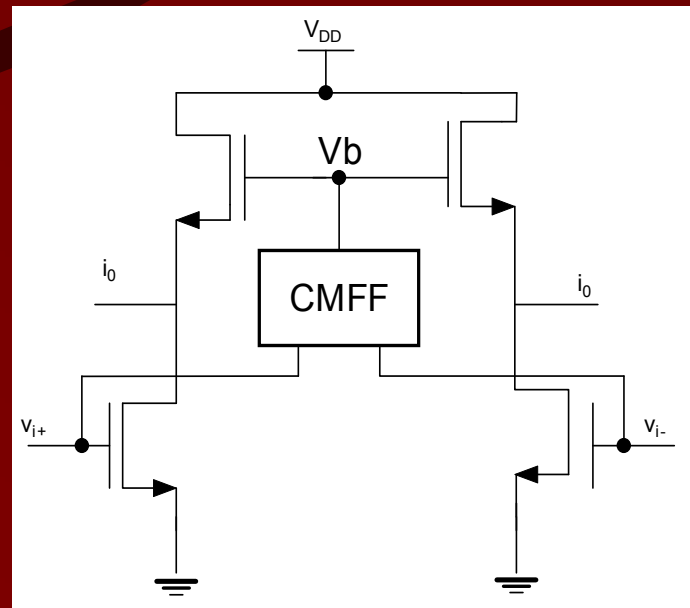 V_DD
Vb
i_0
CMFF
i_0
v_i+
v_i-